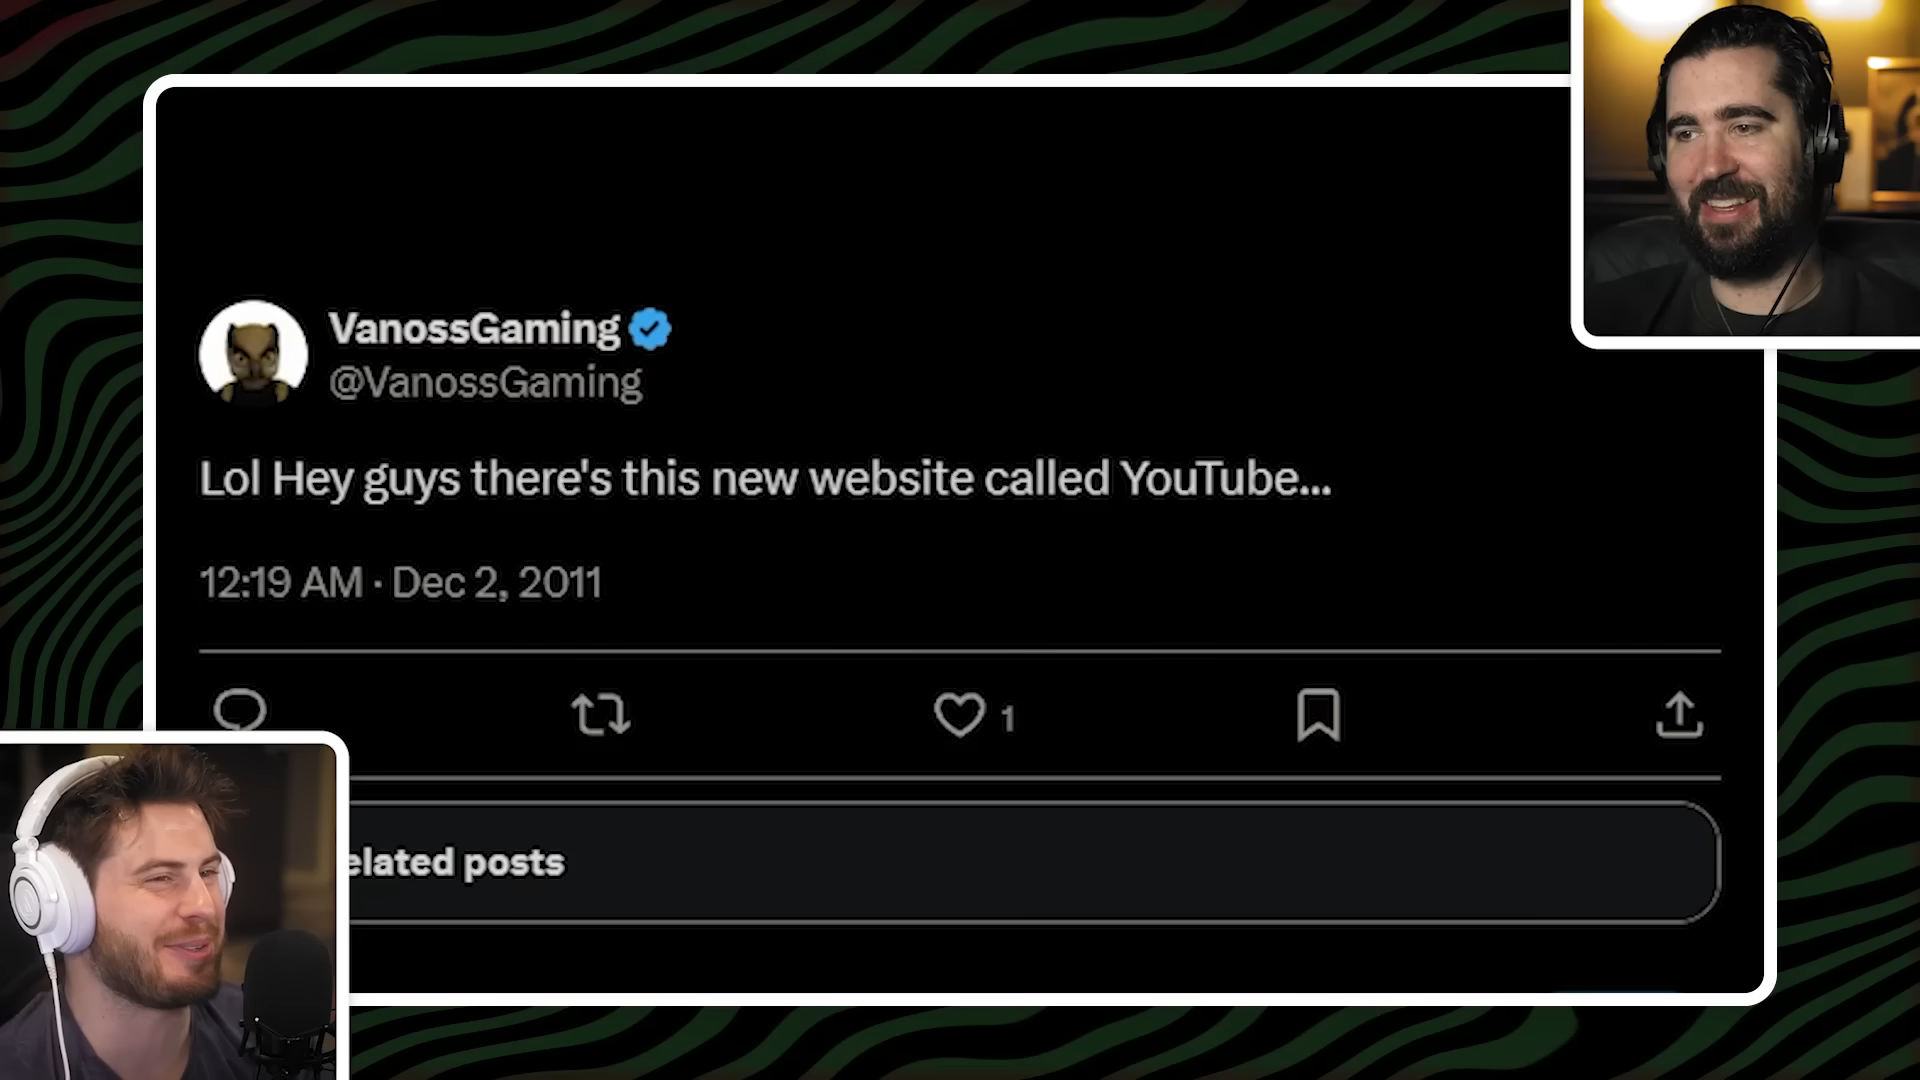 VanossGaming
@VanossGaming
Lol Hey guys there's this new website called YouTube...
12:19 AM · Dec 2, 2011
1
elated posts